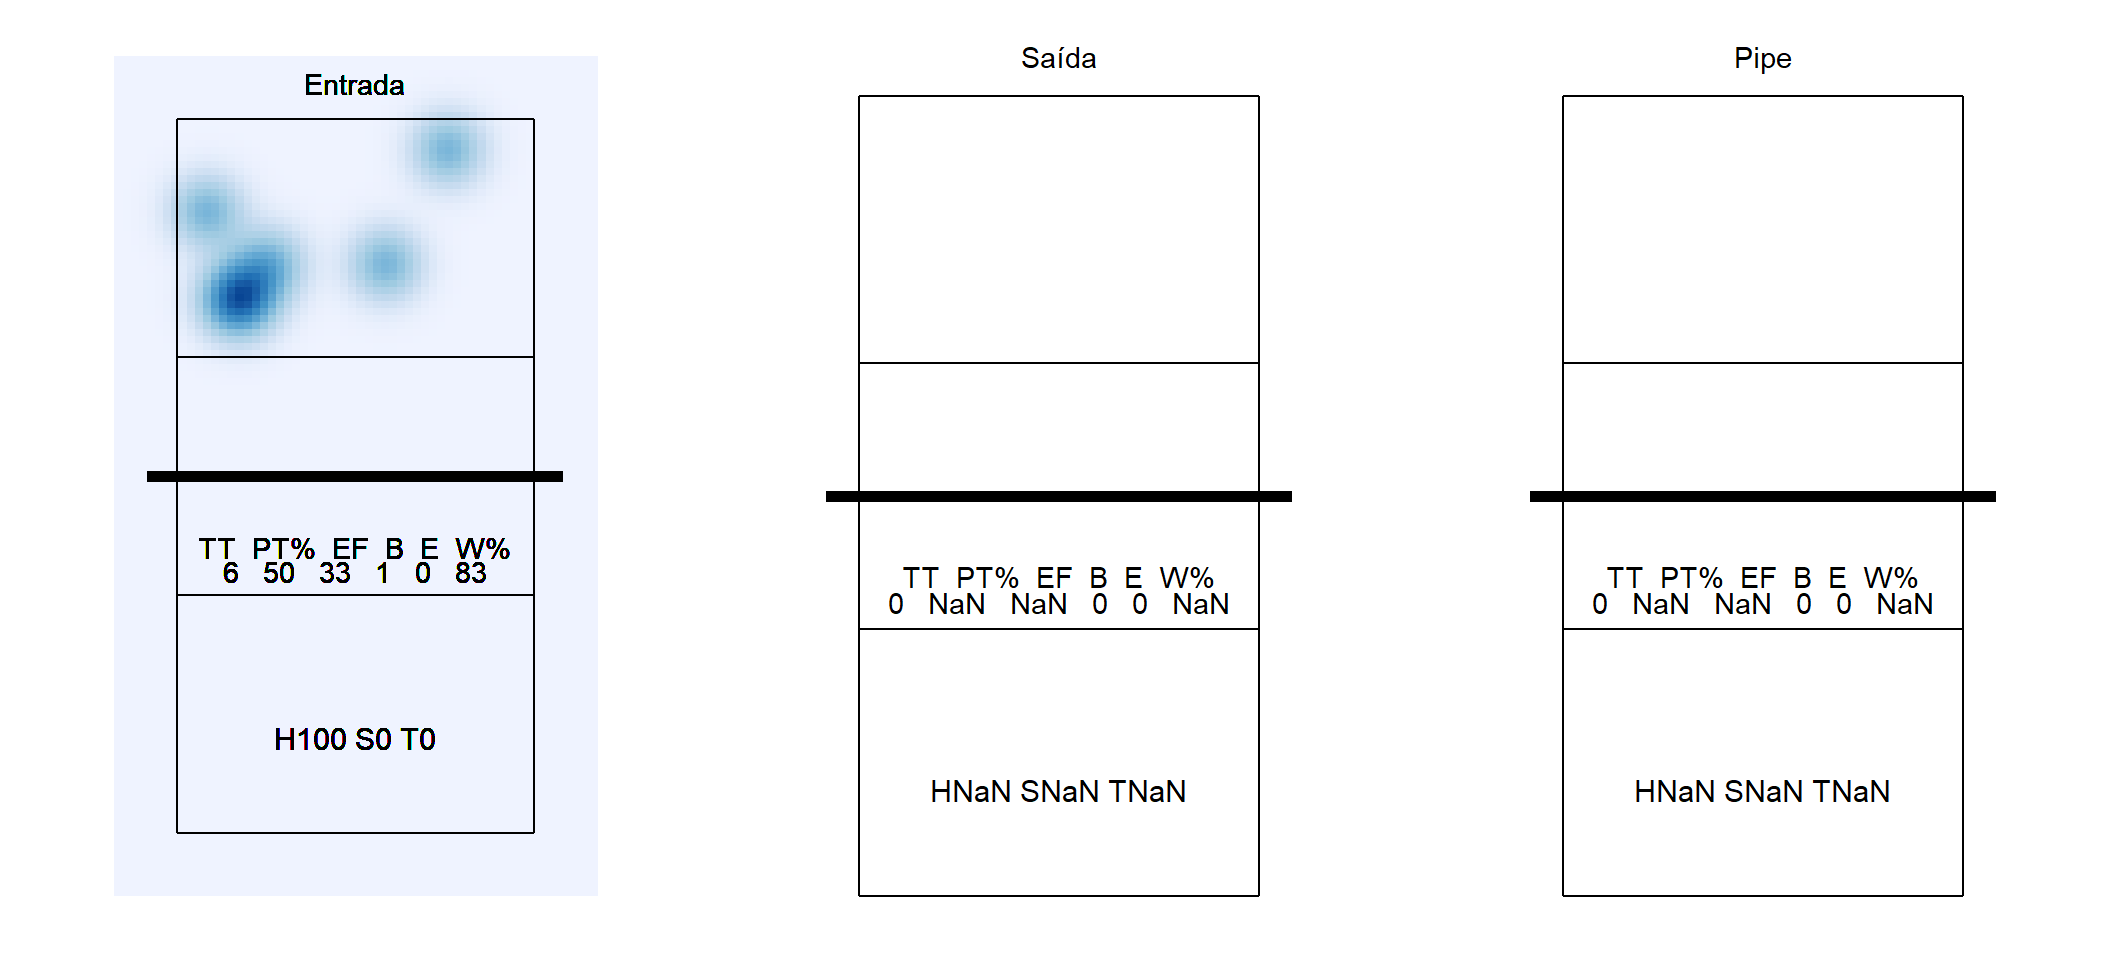 Entrada
TT PT% EF B E W%
6 50 33 1 0 83
H100 S0 T0
Saída
TT PT% EF B E W%
0 NaN NaN 0 0 NaN
HNaN SNaN TNaN
Pipe
TT PT% EF B E W%
0 NaN NaN 0 0 NaN
HNaN SNaN TNaN